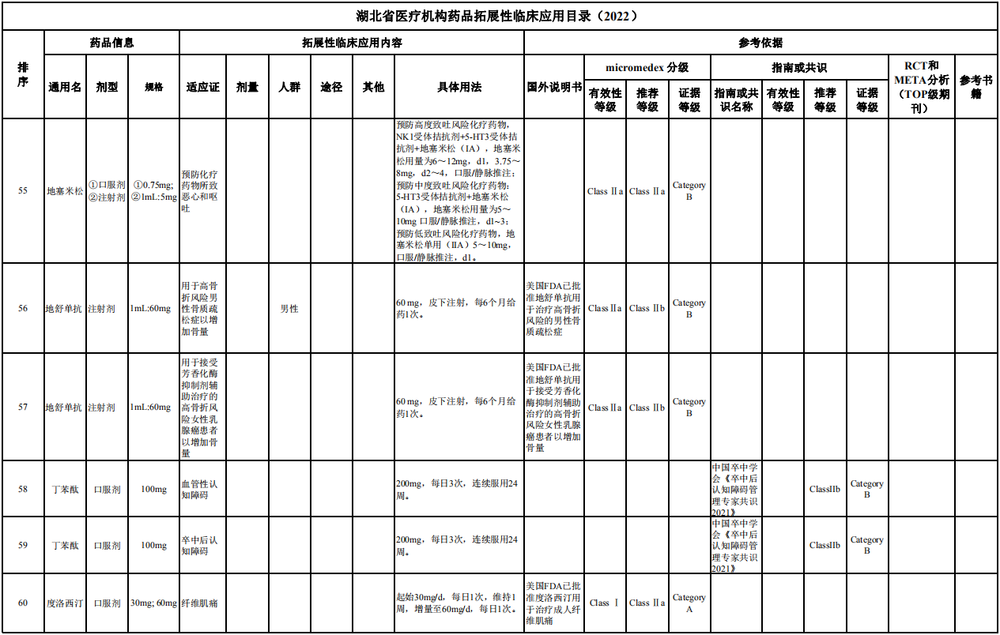 湖北省医疗机构药品拓展性临床应用目录（2022）
排
序
药品信息
拓展性临床应用内容
参考依据
通用名
剂型
规格
适应证
剂量
人群
途径
其他
具体用法
国外说明书
micromedex 分级
指南或共识
RCT和
META分析
（TOP级期
刊）
参考书
籍
有效性
等级
推荐
等级
证据
等级
指南或共
识名称
有效性
等级
推荐
等级
证据
等级
55
地塞米松
①口服剂
②注射剂
①0.75mg;
②1mL:5mg
预防化疗
药物所致
恶心和呕
吐
预防高度致吐风险化疗药物，
NK1受体拮抗剂+5-HT3受体拮
抗剂+地塞米松（IA），地塞米
松用量为6～12mg，d1，3.75～
8mg，d2～4，口服/静脉推注；
预防中度致吐风险化疗药物：
5-HT3受体拮抗剂+地塞米松
（IA），地塞米松用量为5～
10mg 口服/静脉推注，d1~3；
预防低致吐风险化疗药物，地
塞米松单用（IIA）5～10mg，
口服/静脉推注，d1。
Class Ⅱa
Class Ⅱa
Category
B
56
地舒单抗
注射剂
1mL:60mg
用于高骨
折风险男
性骨质疏
松症以增
加骨量
男性
60 mg，皮下注射，每6个月给
药1次。
美国FDA已批
准地舒单抗用
于治疗高骨折
风险的男性骨
质疏松症
ClassⅡa
Class Ⅱb
Category
B
57
地舒单抗
注射剂
1mL:60mg
用于接受
芳香化酶
抑制剂辅
助治疗的
高骨折风
险女性乳
腺癌患者
以增加骨
量
60 mg，皮下注射，每6个月给
药1次。
美国FDA已批
准地舒单抗用
于接受芳香化
酶抑制剂辅助
治疗的高骨折
风险女性乳腺
癌患者以增加
骨量
ClassⅡa
Class Ⅱb
Category
B
58
丁苯酞
口服剂
100mg
血管性认
知障碍
200mg，每日3次，连续服用24
周。
中国卒中学
会《卒中后
认知障碍管
理专家共识
2021》
ClassIIb
Category
B
59
丁苯酞
口服剂
100mg
卒中后认
知障碍
200mg，每日3次，连续服用24
周。
中国卒中学
会《卒中后
认知障碍管
理专家共识
2021》
ClassIIb
Category
B
60
度洛西汀
口服剂
30mg; 60mg
纤维肌痛
起始30mg/d，每日1次，维持1
周，增量至60mg/d，每日1次。
美国FDA已批
准度洛西汀用
于治疗成人纤
维肌痛
Class Ⅰ
Class Ⅱa
Category
A